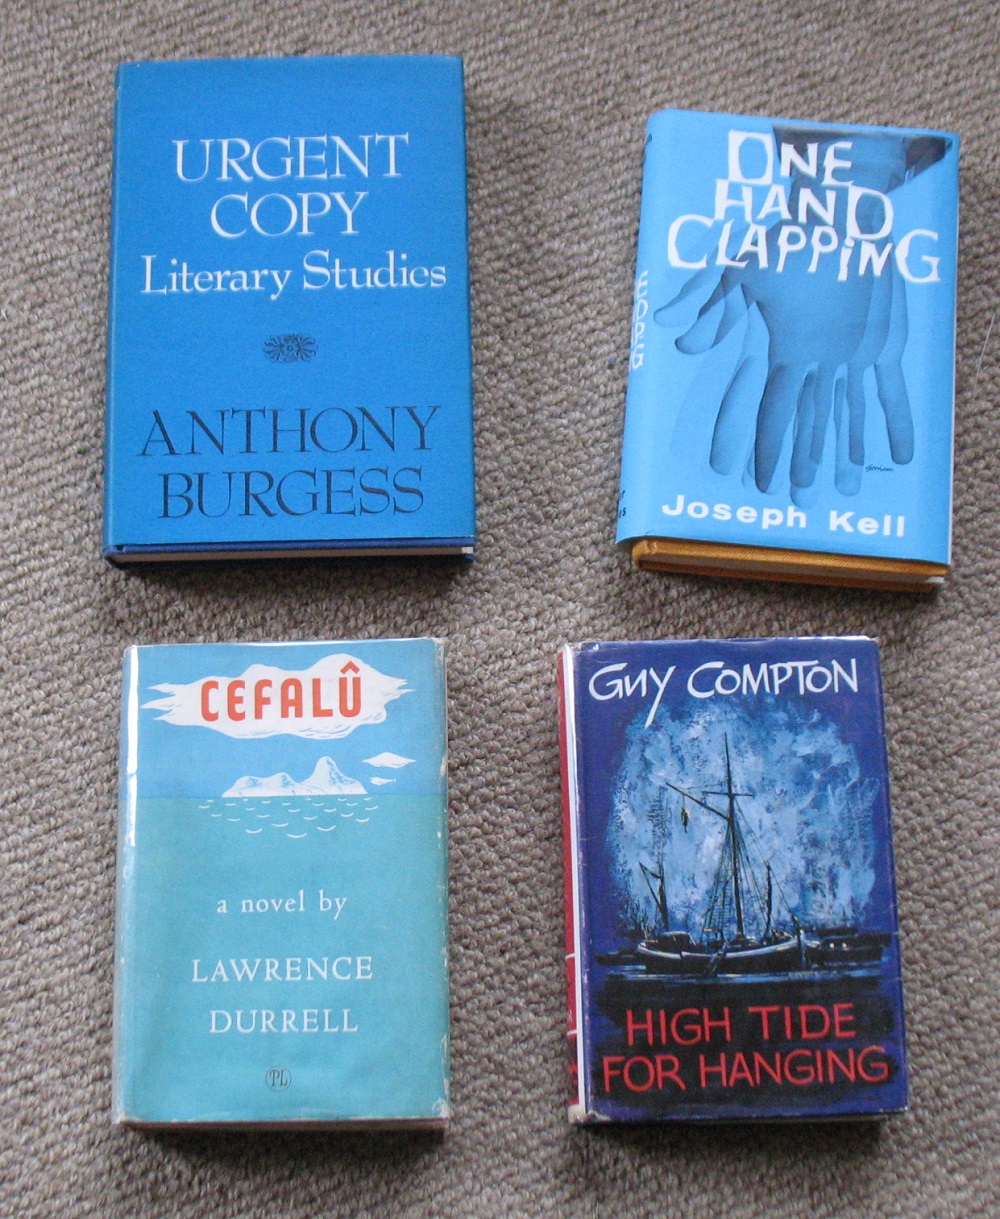 URGENT
COPY
Literary Studies
ANTHONY
BURGESS
ONE
HAND
CLAPPING
Joseph Kell
CEFALÛ
a novel by
LAWRENCE
DURRELL
PL
GUY COMPTON
HIGH TIDE
FOR HANGING